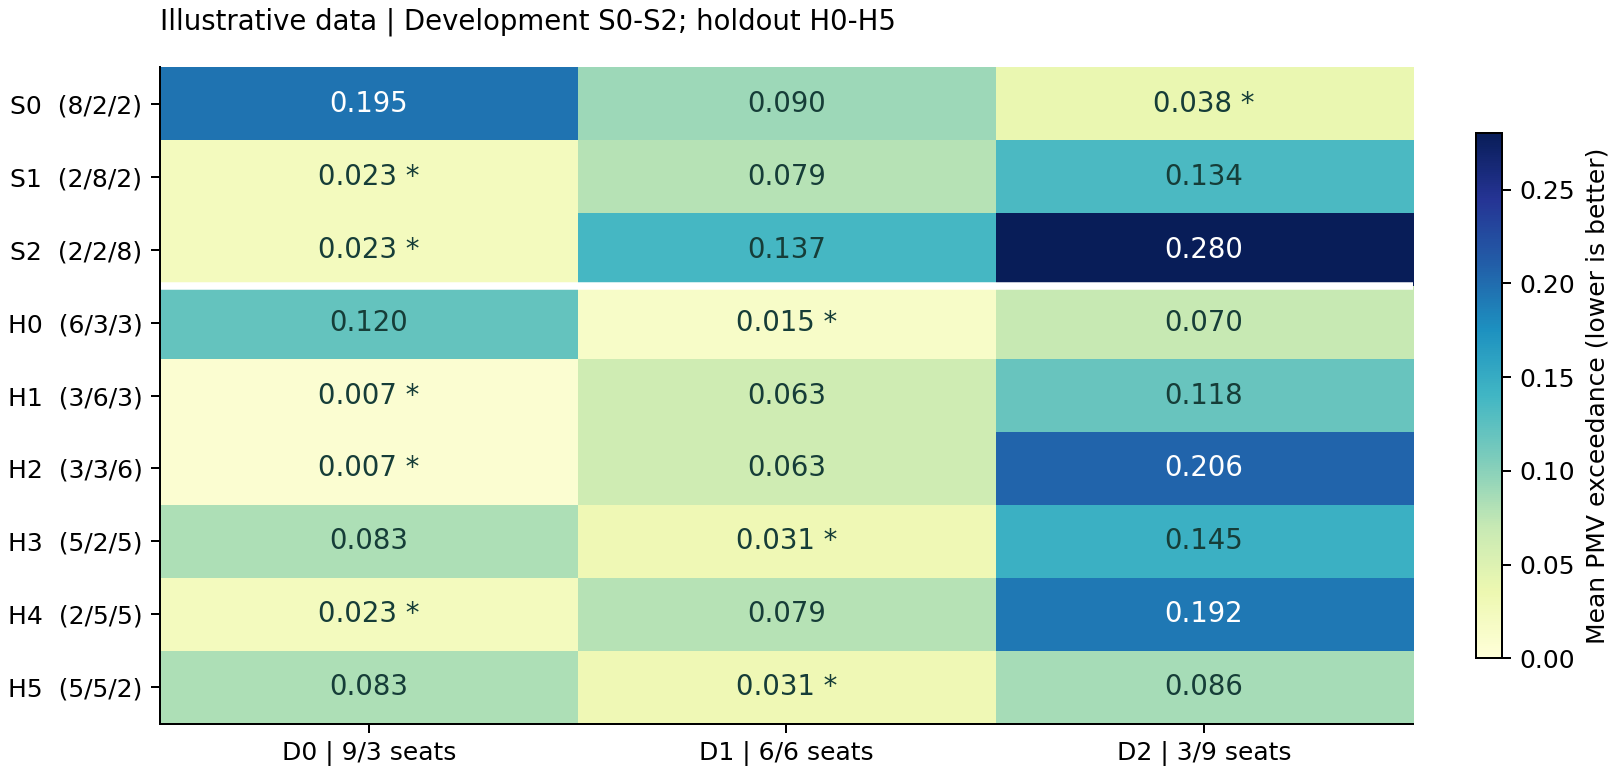 Illustrative data | Development S0-S2; holdout H0-H5
S0 (8/2/2) 0.195 0.090 0.038 *
S1 (2/8/2) 0.023 * 0.079 0.134
S2 (2/2/8) 0.023 * 0.137 0.280
H0 (6/3/3) 0.120 0.015 * 0.070
H1 (3/6/3) 0.007 * 0.063 0.118
H2 (3/3/6) 0.007 * 0.063 0.206
H3 (5/2/5) 0.083 0.031 * 0.145
H4 (2/5/5) 0.023 * 0.079 0.192
H5 (5/5/2) 0.083 0.031 * 0.086
D0 | 9/3 seats D1 | 6/6 seats D2 | 3/9 seats
0.25
0.20
0.15
0.10
0.05
0.00
Mean PMV exceedance (lower is better)